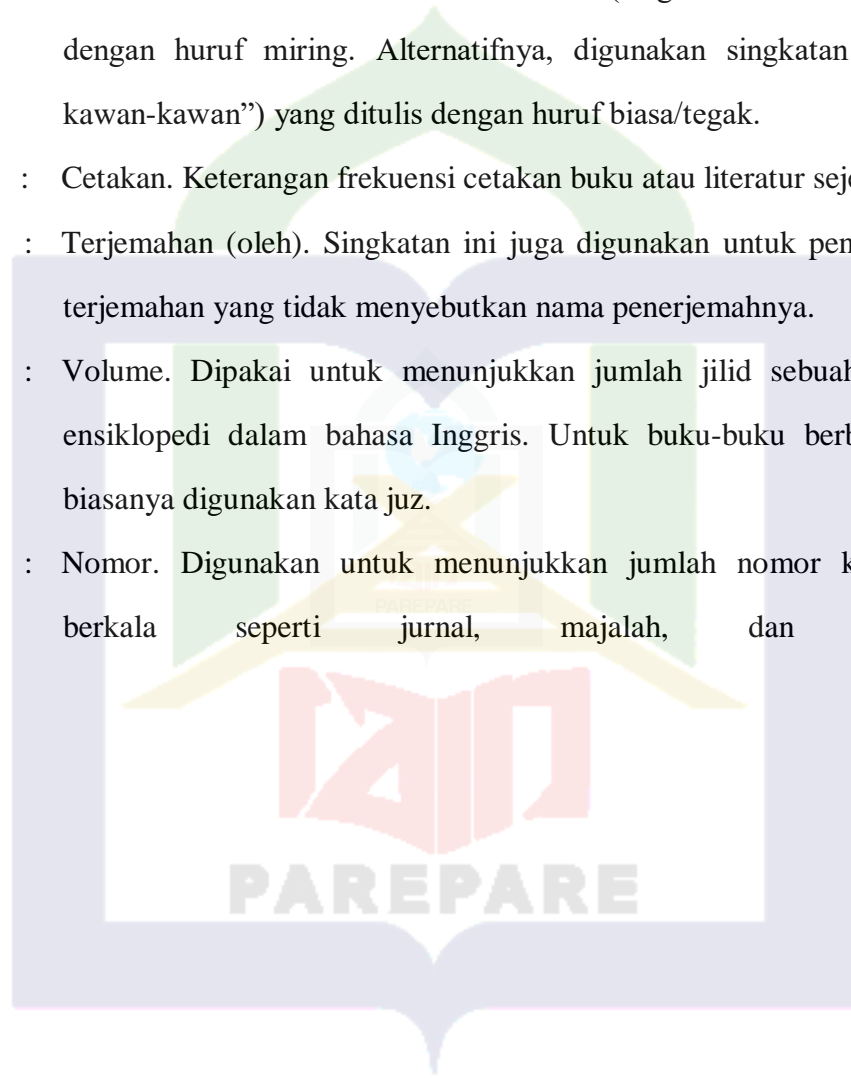 dengan huruf miring. Alternatifnya, digunakan singkatan
kawan-kawan”) yang ditulis dengan huruf biasa/tegak.
: Cetakan. Keterangan frekuensi cetakan buku atau literatur
: Terjemahan (oleh). Singkatan ini juga digunakan untuk
terjemahan yang tidak menyebutkan nama penerjemahnya.
: Volume. Dipakai untuk menunjukkan jumlah jilid sebuah
ensiklopedi dalam bahasa Inggris. Untuk buku-buku
biasanya digunakan kata juz.
: Nomor. Digunakan untuk menunjukkan jumlah nomor
berkala seperti jurnal, majalah, dan
PAREPARE
PAREPARE